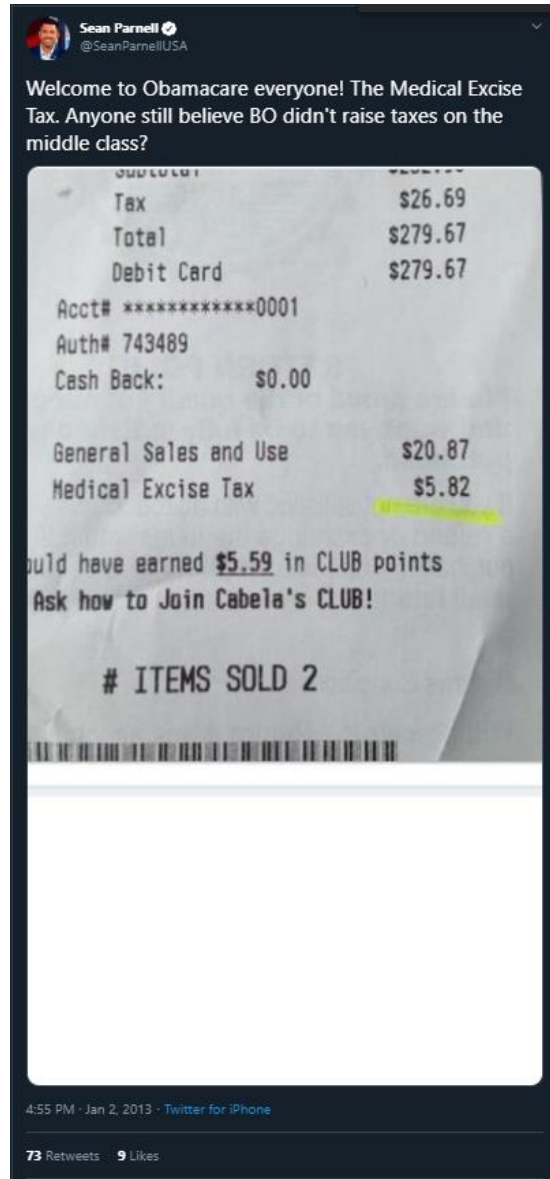 Sean Parnell
@SeanParnellUSA
Welcome to Obamacare everyone! The Medical Excise
Tax. Anyone still believe BO didn't raise taxes on the
middle class?
Subtotal
Tax $26.69
Total $279.67
Debit Card $279.67
Acct# ************0001
Auth# 743489
Cash Back: $0.00
General Sales and Use $20.87
Medical Excise Tax $5.82
ould have earned $5.59 in CLUB points
Ask how to Join Cabela's CLUB!
# ITEMS SOLD 2
4:55 PM · Jan 2, 2013 · Twitter for iPhone
73 Retweets 9 Likes